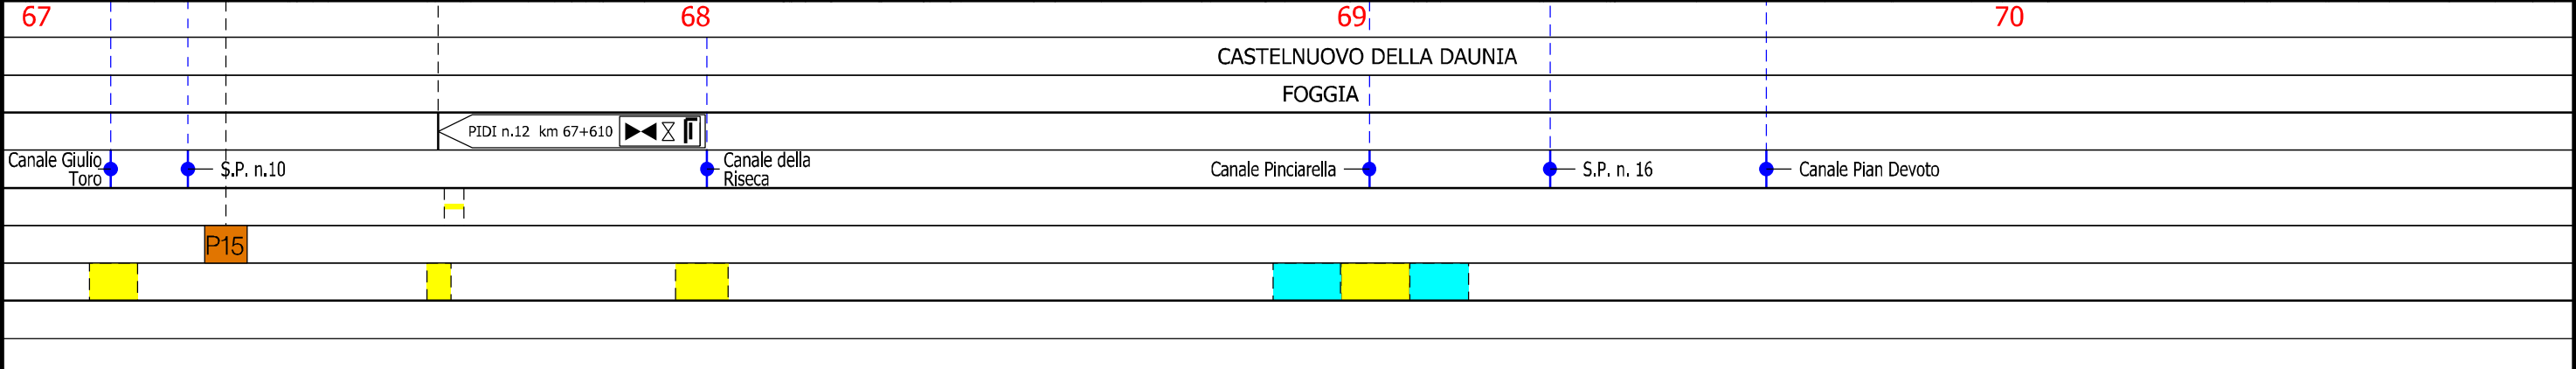 67 68 69 70
CASTELNUOVO DELLA DAUNIA
FOGGIA
PIDI n.12 km 67+610
Canale Giulio
Toro
S.P. n.10
Canale della
Riseca
Canale Pinciarella
S.P. n. 16
Canale Pian Devoto
P15